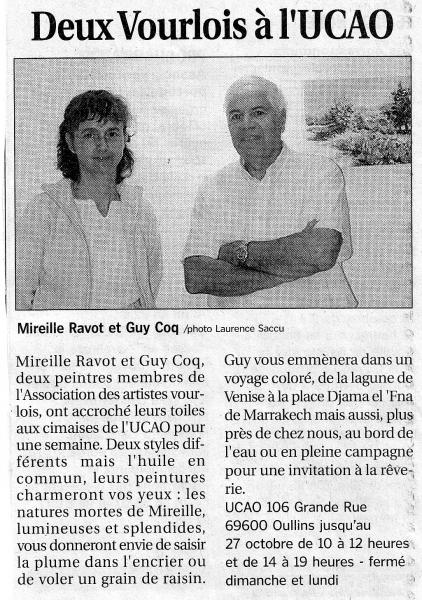 Deux Vourlois à l'UCAO
Mireille Ravot et Guy Coq /photo Laurence Saccu
Mireille Ravot et Guy Coq,
deux peintres membres de
l'Association des artistes vour-
lois, ont accroché leurs toiles
aux cimaises de l'UCAO pour
une semaine. Deux styles dif-
férents mais l'huile en
commun, leurs peintures
charmeront vos yeux : les
natures mortes de Mireille,
lumineuses et splendides,
vous donneront envie de saisir
la plume dans l'encrier ou
de voler un grain de raisin.
Guy vous emmènera dans un
voyage coloré, de la lagune de
Venise à la place Djama el 'Fna
de Marrakech mais aussi, plus
près de chez nous, au bord de
l'eau ou en pleine campagne
pour une invitation à la rêve-
rie.
UCAO 106 Grande Rue
69600 Oullins jusqu'au
27 octobre de 10 à 12 heures
et de 14 à 19 heures - fermé
dimanche et lundi